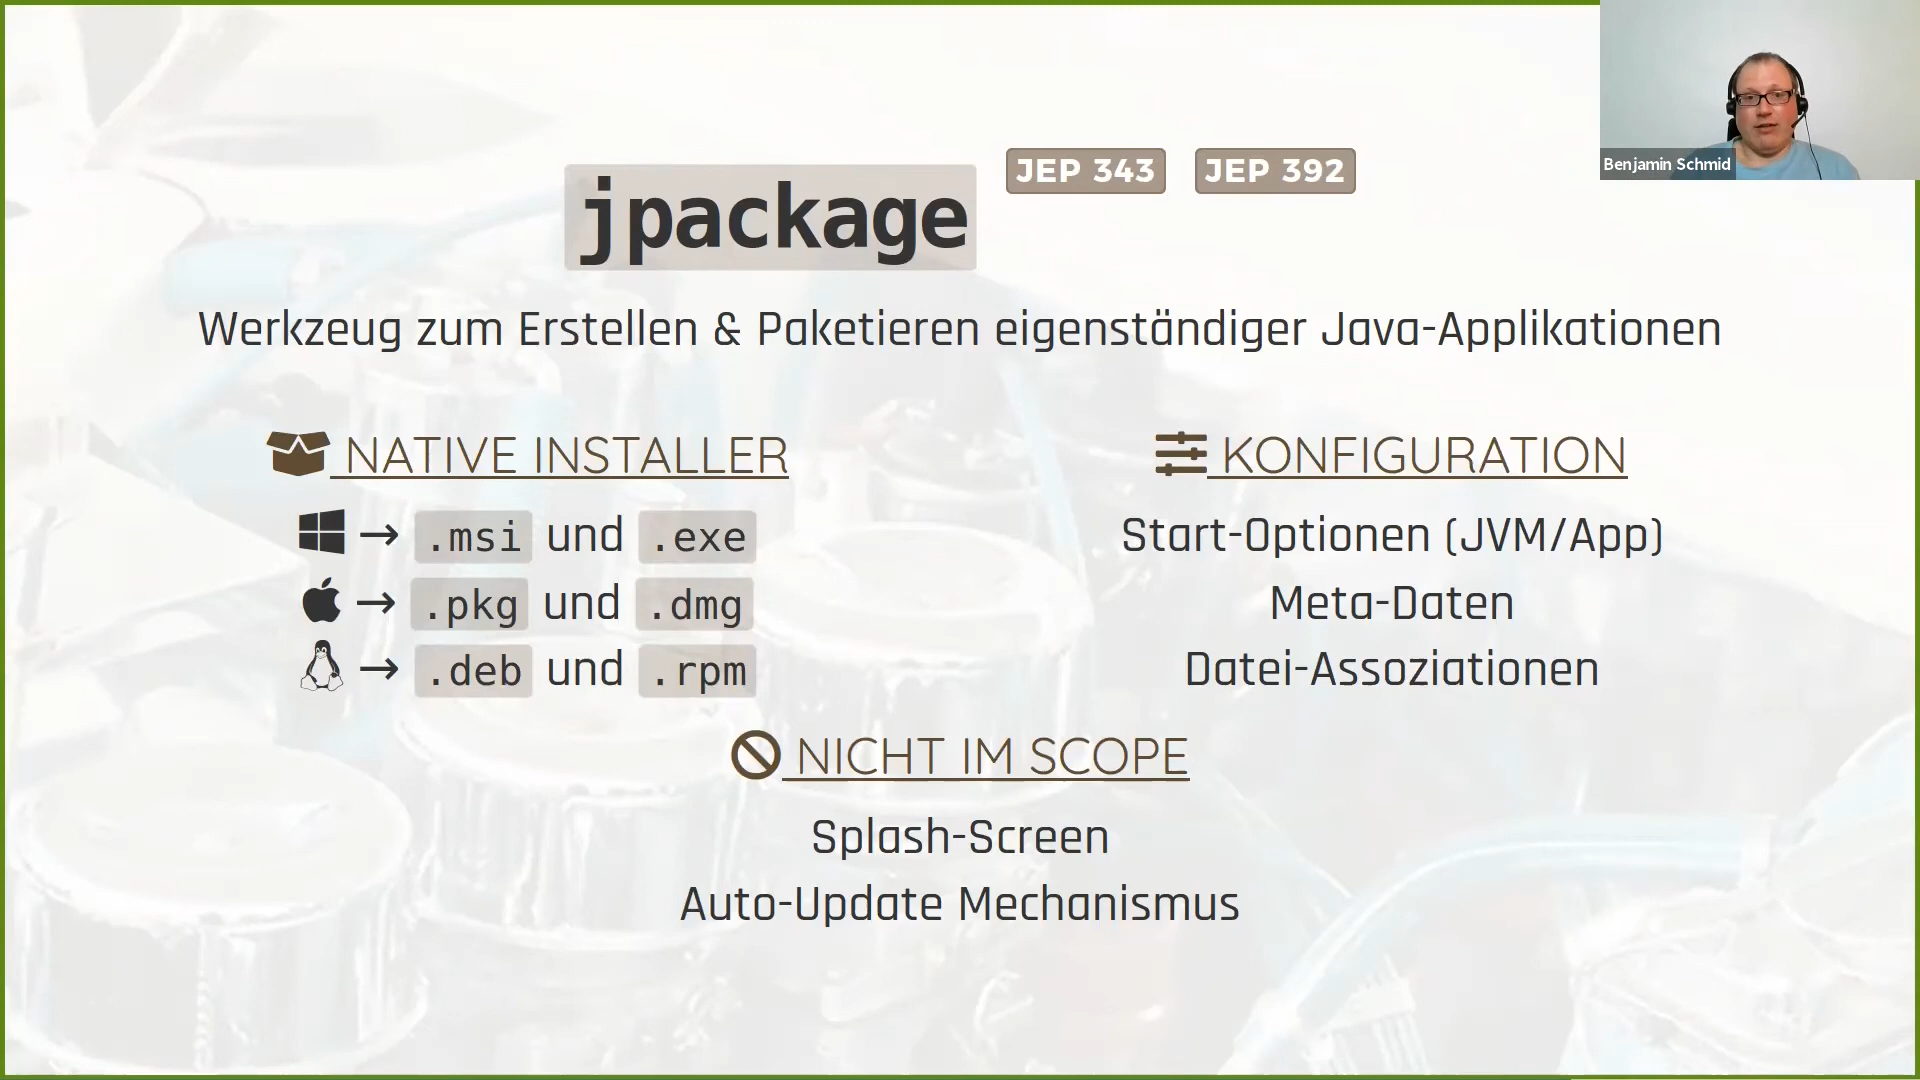 jpackage JEP 343 JEP 392
Benjamin Schmid
Werkzeug zum Erstellen & Paketieren eigenständiger Java-Applikationen
NATIVE INSTALLER
→ .msi und .exe
→ .pkg und .dmg
→ .deb und .rpm
KONFIGURATION
Start-Optionen (JVM/App)
Meta-Daten
Datei-Assoziationen
NICHT IM SCOPE
Splash-Screen
Auto-Update Mechanismus